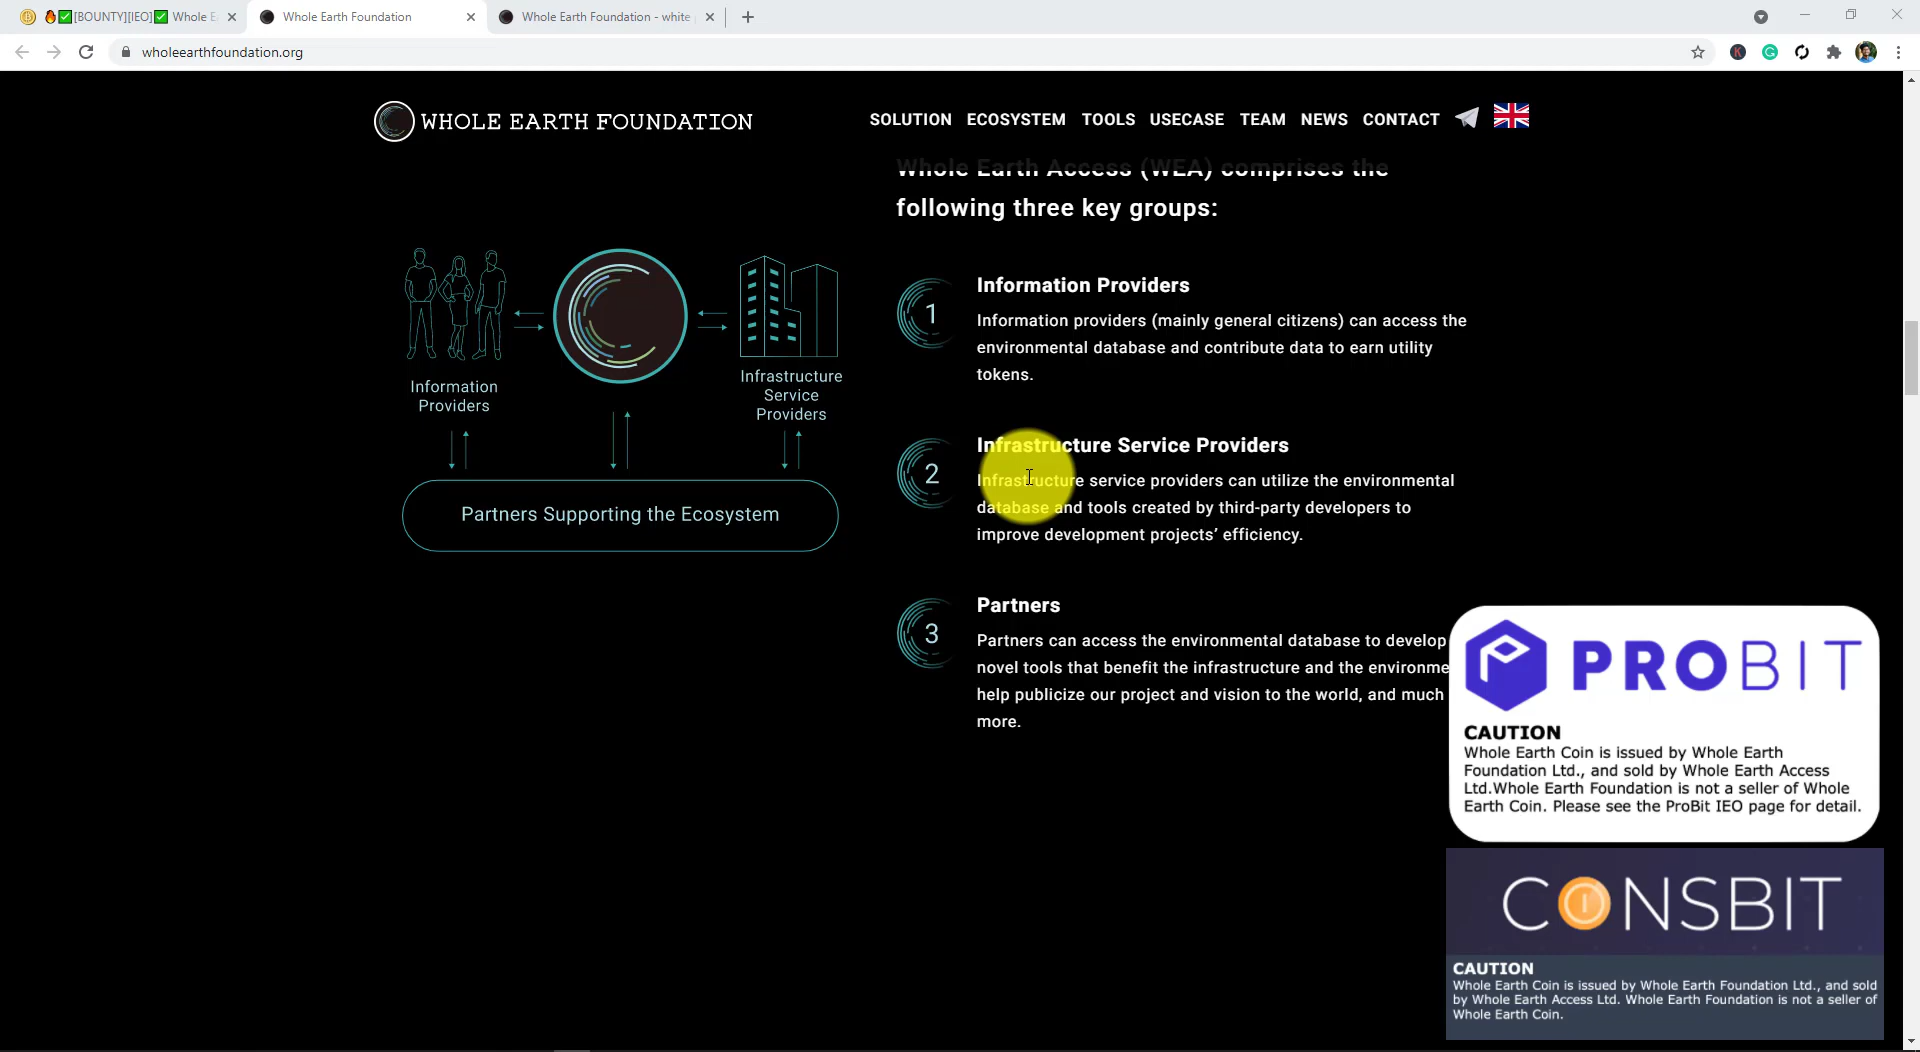 [BOUNTY][IEO] Whole E
Whole Earth Foundation
Whole Earth Foundation - white
wholeearthfoundation.org
WHOLE EARTH FOUNDATION
SOLUTION ECOSYSTEM TOOLS USECASE TEAM NEWS CONTACT
Whole Earth Access (WEA) comprises the
following three key groups:
Information
Providers
Infrastructure
Service
Providers
Partners Supporting the Ecosystem
1
Information Providers
Information providers (mainly general citizens) can access the
environmental database and contribute data to earn utility
tokens.
2
Infrastructure Service Providers
Infrastructure service providers can utilize the environmental
database and tools created by third-party developers to
improve development projects’ efficiency.
3
Partners
Partners can access the environmental database to develop
novel tools that benefit the infrastructure and the environme
help publicize our project and vision to the world, and much
more.
PROBIT
CAUTION
Whole Earth Coin is issued by Whole Earth
Foundation Ltd., and sold by Whole Earth Access
Ltd.Whole Earth Foundation is not a seller of Whole
Earth Coin. Please see the ProBit IEO page for detail.
COINSBIT
CAUTION
Whole Earth Coin is issued by Whole Earth Foundation Ltd., and sold
by Whole Earth Access Ltd. Whole Earth Foundation is not a seller of
Whole Earth Coin.